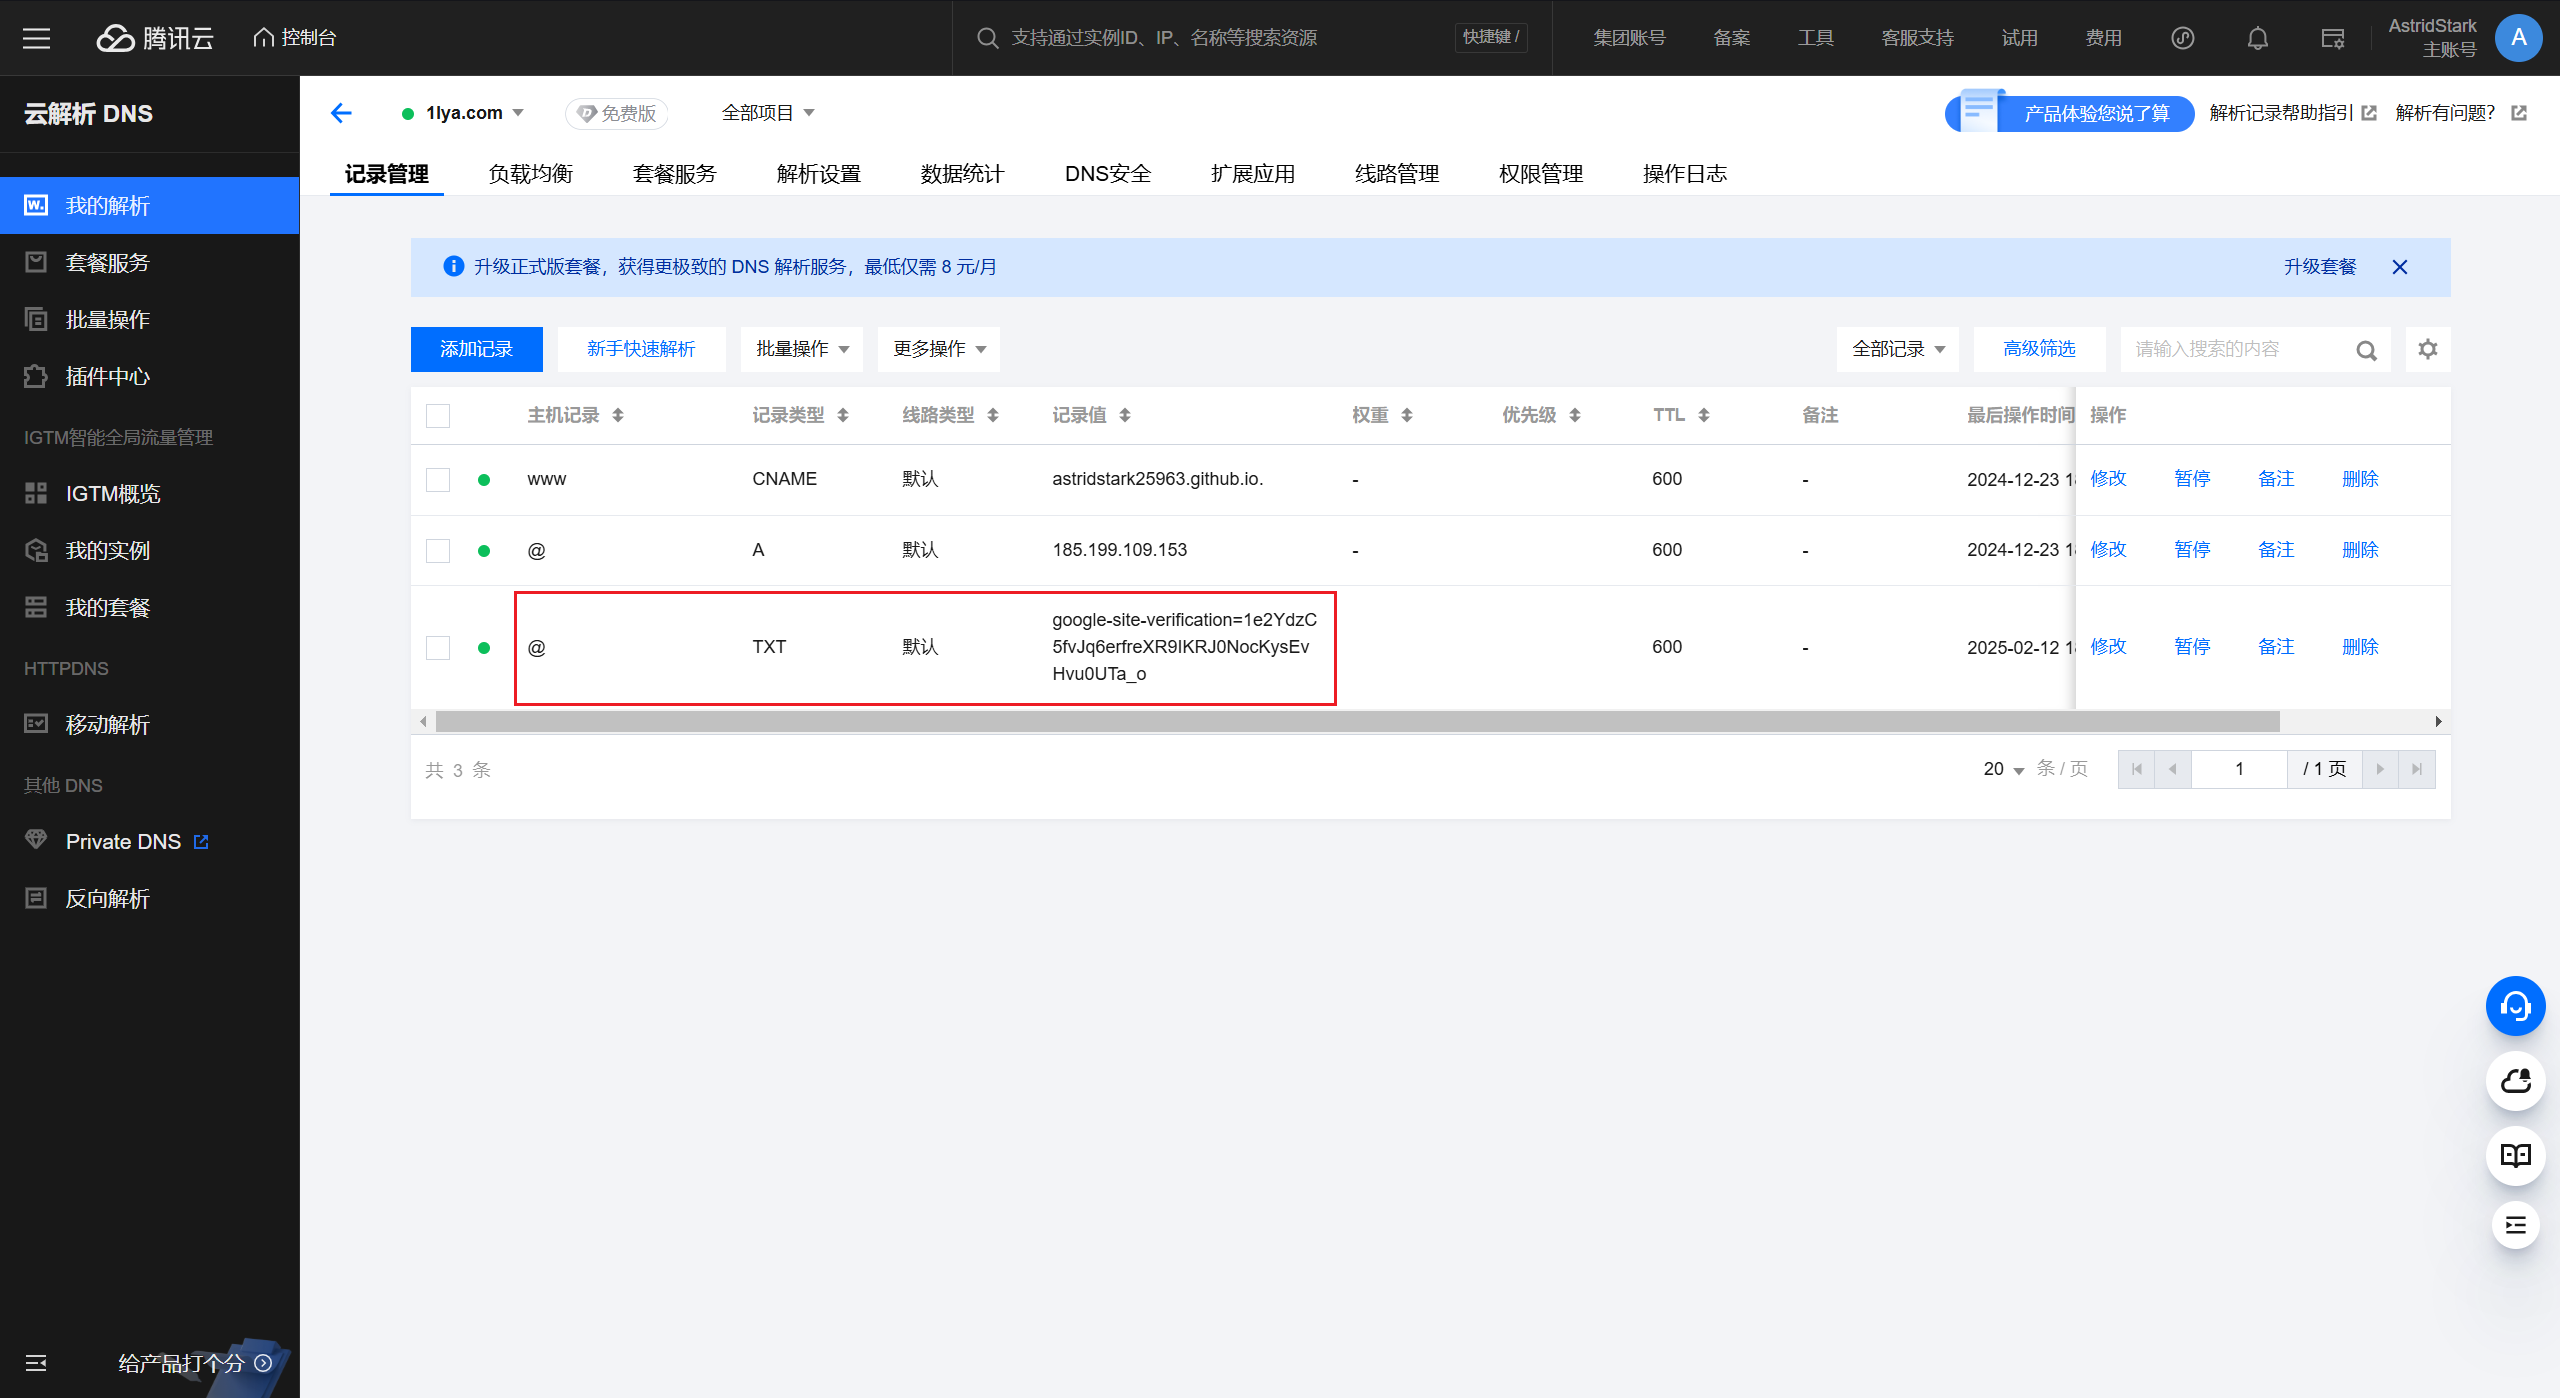 腾讯云 控制台 支持通过实例ID、IP、名称等搜索资源 快捷键 / 集团账号 备案 工具 客服支持 试用 费用 AstridStark
主账号
A
云解析 DNS
我的解析
套餐服务
批量操作
插件中心
IGTM智能全局流量管理
IGTM概览
我的实例
我的套餐
HTTPDNS
移动解析
其他 DNS
Private DNS
反向解析
给产品打个分
1lya.com 免费版 全部项目 产品体验您说了算 解析记录帮助指引 解析有问题?
记录管理 负载均衡 套餐服务 解析设置 数据统计 DNS安全 扩展应用 线路管理 权限管理 操作日志
升级正式版套餐，获得更极致的 DNS 解析服务，最低仅需 8 元/月 升级套餐
添加记录 新手快速解析 批量操作 更多操作 全部记录 高级筛选 请输入搜索的内容
主机记录 记录类型 线路类型 记录值 权重 优先级 TTL 备注 最后操作时间 操作
www CNAME 默认 astridstark25963.github.io. - 600 - 2024-12-23 修改 暂停 备注 删除
@ A 默认 185.199.109.153 - 600 - 2024-12-23 修改 暂停 备注 删除
@ TXT 默认 google-site-verification=1e2YdzC
5fvJq6erfreXR9IKRJ0NocKysEv
Hvu0UTa_o 600 - 2025-02-12 修改 暂停 备注 删除
共 3 条 20 条 / 页 1 / 1 页